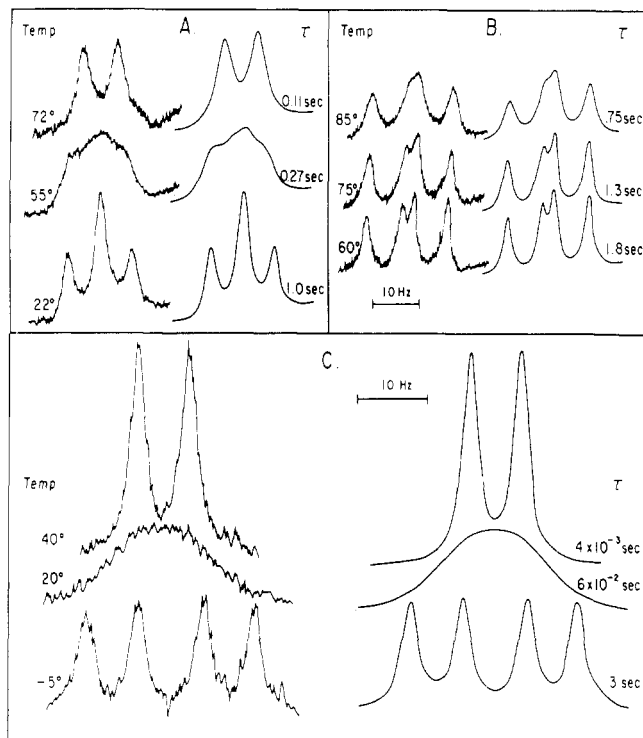 Temp A. τ
72° 0.11 sec
55° 0.27 sec
22° 1.0 sec
Temp B. τ
85° .75 sec
75° 1.3 sec
60° 1.8 sec
10 Hz
C.
10 Hz
Temp τ
40° 4×10⁻³ sec
20° 6×10⁻² sec
-5° 3 sec